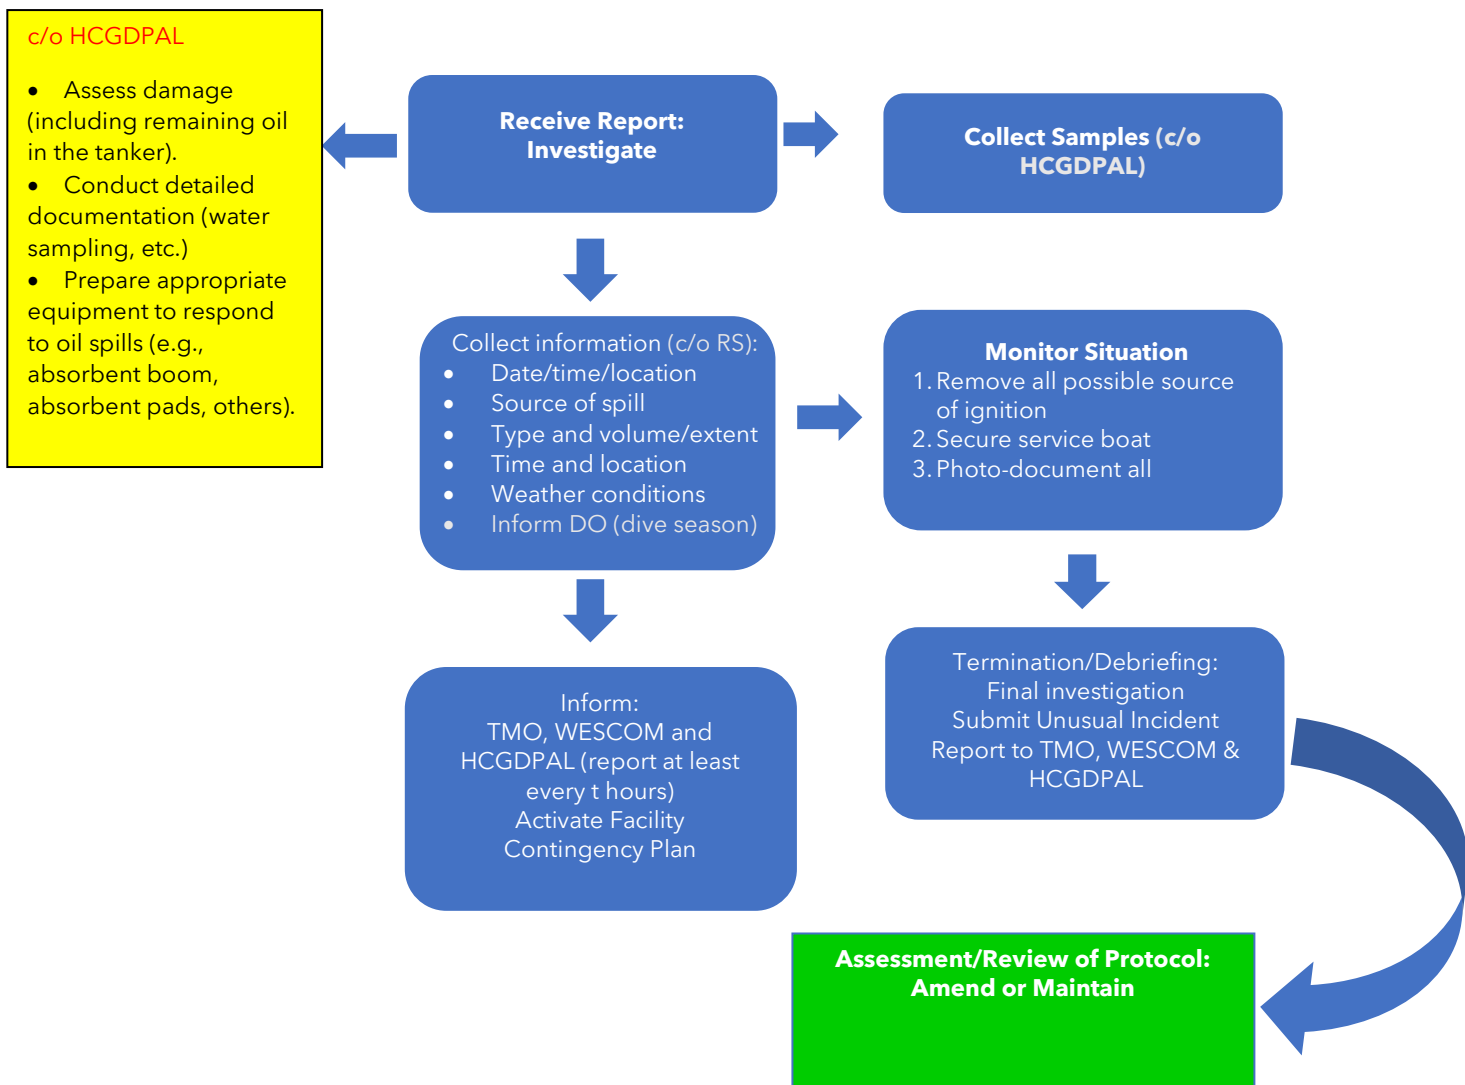 c/o HCGDPAL
• Assess damage
(including remaining oil
in the tanker).
• Conduct detailed
documentation (water
sampling, etc.)
• Prepare appropriate
equipment to respond
to oil spills (e.g.,
absorbent boom,
absorbent pads, others).
Receive Report:
Investigate
Collect Samples (c/o
HCGDPAL)
Collect information (c/o RS):
• Date/time/location
• Source of spill
• Type and volume/extent
• Time and location
• Weather conditions
• Inform DO (dive season)
Monitor Situation
1. Remove all possible source
of ignition
2. Secure service boat
3. Photo-document all
Inform:
TMO, WESCOM and
HCGDPAL (report at least
every t hours)
Activate Facility
Contingency Plan
Termination/Debriefing:
Final investigation
Submit Unusual Incident
Report to TMO, WESCOM &
HCGDPAL
Assessment/Review of Protocol:
Amend or Maintain